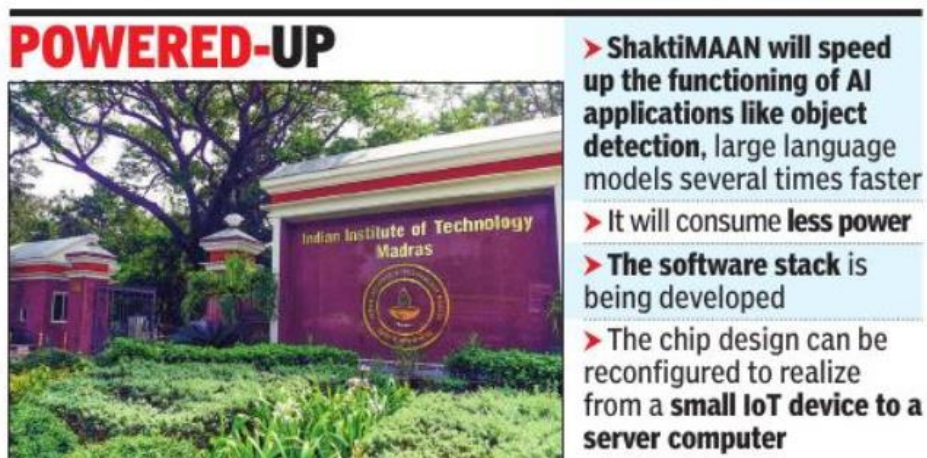 POWERED-UP
Indian Institute of Technology
Madras
➤ ShaktiMAAN will speed
up the functioning of AI
applications like object
detection, large language
models several times faster
➤ It will consume less power
➤ The software stack is
being developed
➤ The chip design can be
reconfigured to realize
from a small IoT device to a
server computer